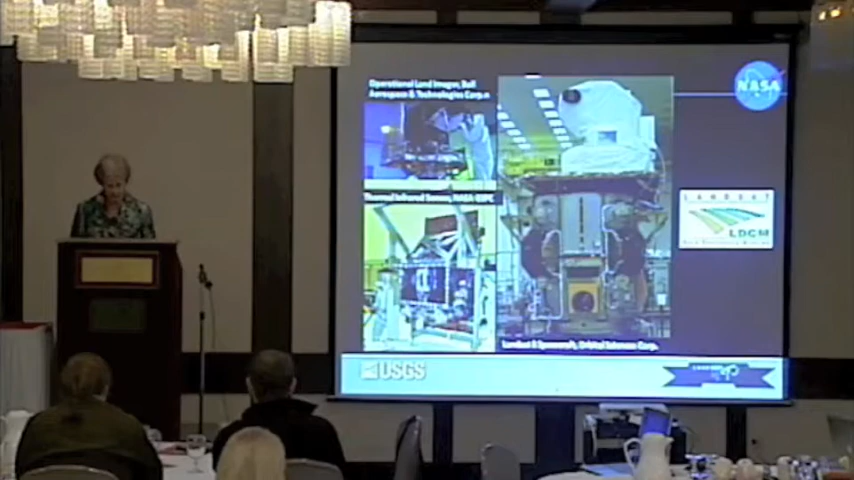 Operational Land Imager, Ball
Aerospace & Technologies Corp.
NASA
Thermal Infrared Sensor, NASA GSFC
LANDSAT
LDCM
Landsat 8 Spacecraft, Orbital Sciences Corp.
USGS